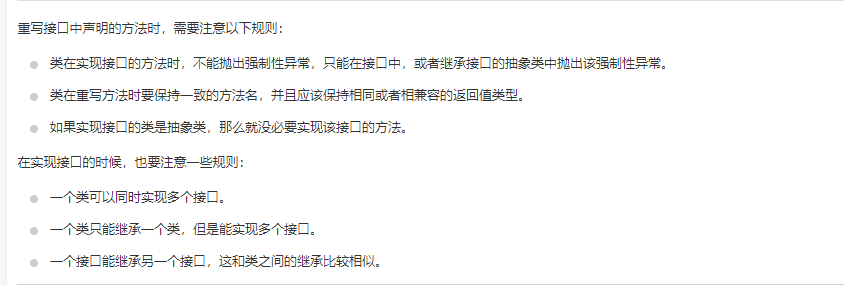 重写接口中声明的方法时，需要注意以下规则：
类在实现接口的方法时，不能抛出强制性异常，只能在接口中，或者继承接口的抽象类中抛出该强制性异常。
类在重写方法时要保持一致的方法名，并且应该保持相同或者相兼容的返回值类型。
如果实现接口的类是抽象类，那么就没必要实现该接口的方法。
在实现接口的时候，也要注意一些规则：
一个类可以同时实现多个接口。
一个类只能继承一个类，但是能实现多个接口。
一个接口能继承另一个接口，这和类之间的继承比较相似。